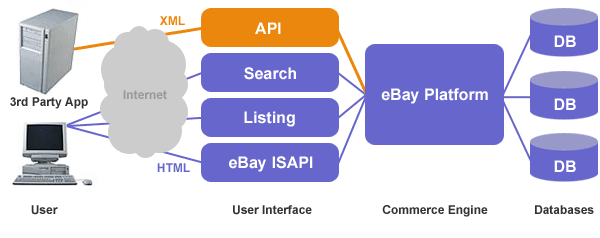 XML
API
Search
Internet
eBay Platform
3rd Party App
Listing
eBay ISAPI
HTML
DB
DB
DB
User
User Interface
Commerce Engine
Databases